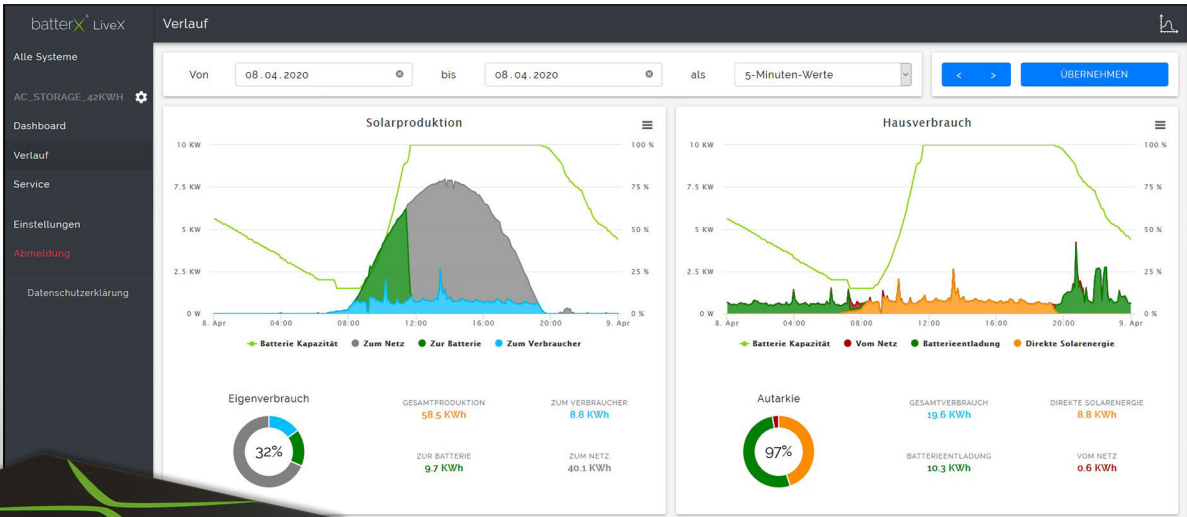 batterX LiveX
Verlauf
Alle Systeme
AC_STORAGE_42KWH
Dashboard
Verlauf
Service
Einstellungen
Abmeldung
Datenschutzerklärung
Von 08.04.2020 bis 08.04.2020 als 5-Minuten-Werte < > ÜBERNEHMEN
Solarproduktion
10 KW 100 %
7.5 KW 75 %
5 KW 50 %
2.5 KW 25 %
0 W 0 %
8. Apr 04:00 08:00 12:00 16:00 20:00 9. Apr
Batterie Kapazität Zum Netz Zur Batterie Zum Verbraucher
Eigenverbrauch
32%
GESAMTPRODUKTION
58.5 KWh
ZUM VERBRAUCHER
8.8 KWh
ZUR BATTERIE
9.7 KWh
ZUM NETZ
40.1 KWh
Hausverbrauch
10 KW 100 %
7.5 KW 75 %
5 KW 50 %
2.5 KW 25 %
0 W 0 %
8. Apr 04:00 08:00 12:00 16:00 20:00 9. Apr
Batterie Kapazität Vom Netz Batterieentladung Direkte Solarenergie
Autarkie
97%
GESAMTVERBRAUCH
19.6 KWh
DIREKTE SOLARENERGIE
8.8 KWh
BATTERIEENTLADUNG
10.3 KWh
VOM NETZ
0.6 KWh